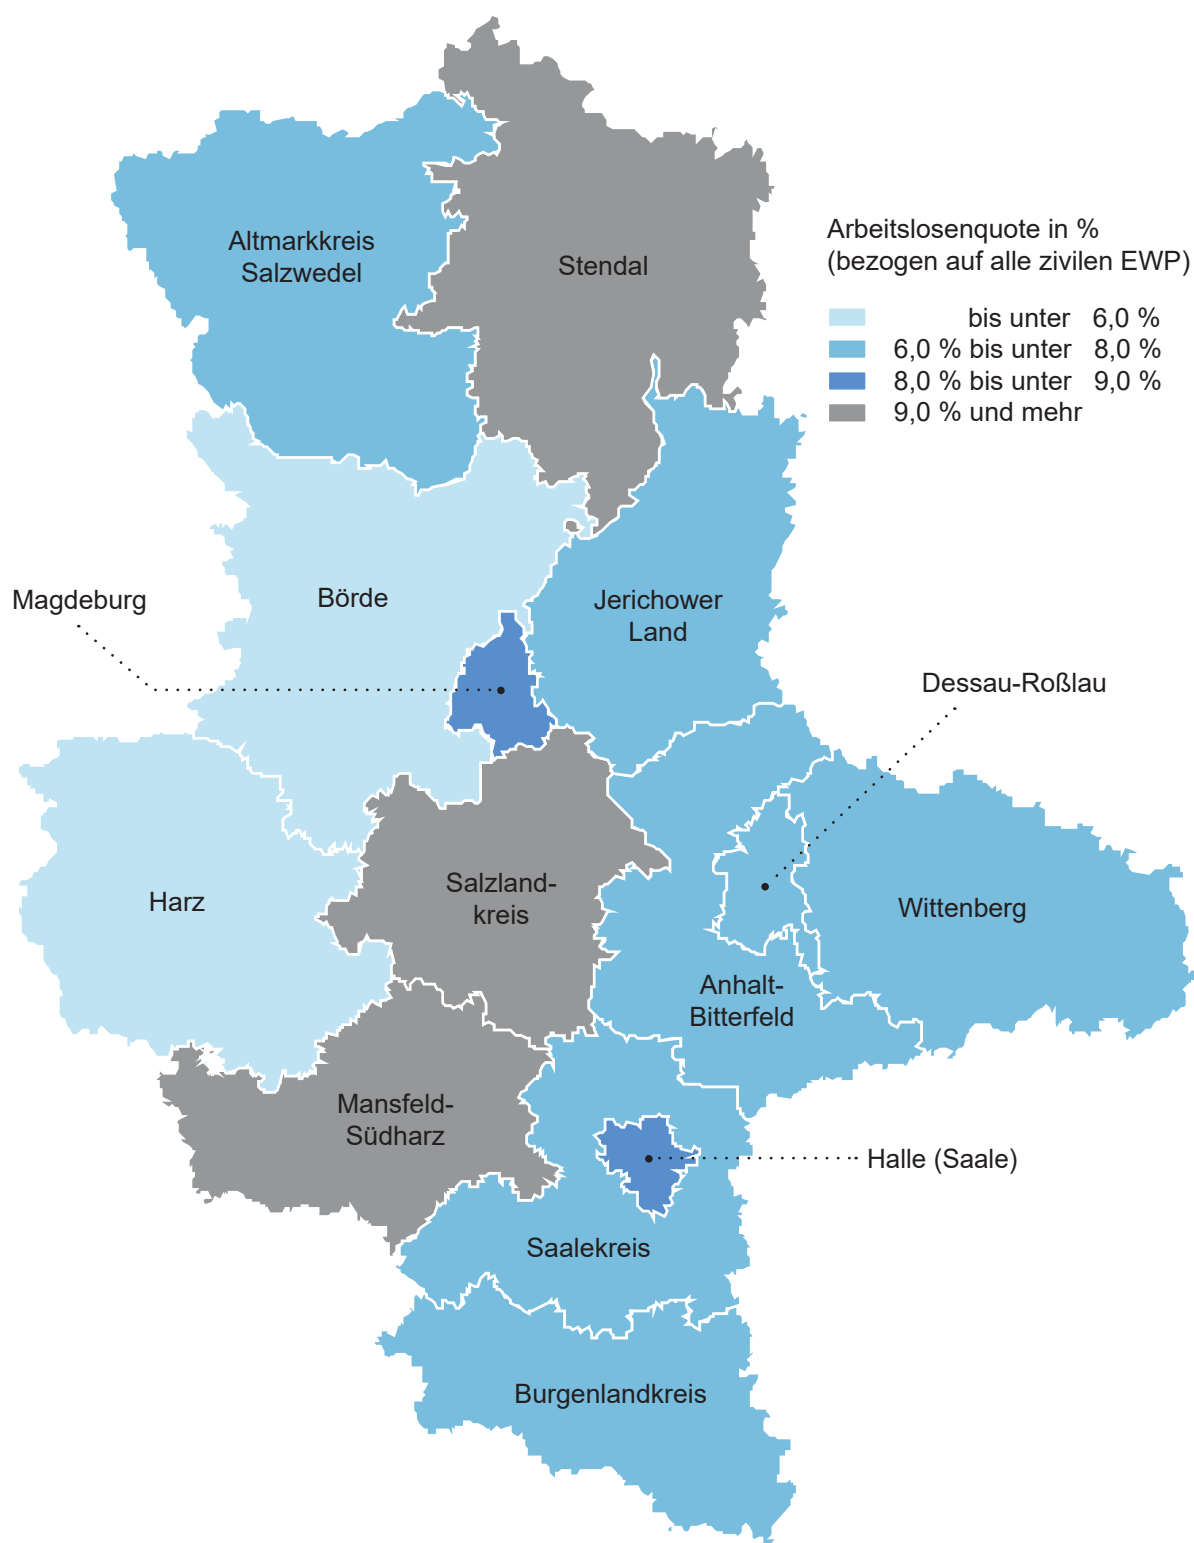 Altmarkkreis
Salzwedel
Stendal
Arbeitslosenquote in %
(bezogen auf alle zivilen EWP)
bis unter 6,0 %
6,0 % bis unter 8,0 %
8,0 % bis unter 9,0 %
9,0 % und mehr
Magdeburg
Börde
Jerichower
Land
Dessau-Roßlau
Harz
Salzland-
kreis
Wittenberg
Anhalt-
Bitterfeld
Mansfeld-
Südharz
Halle (Saale)
Saalekreis
Burgenlandkreis